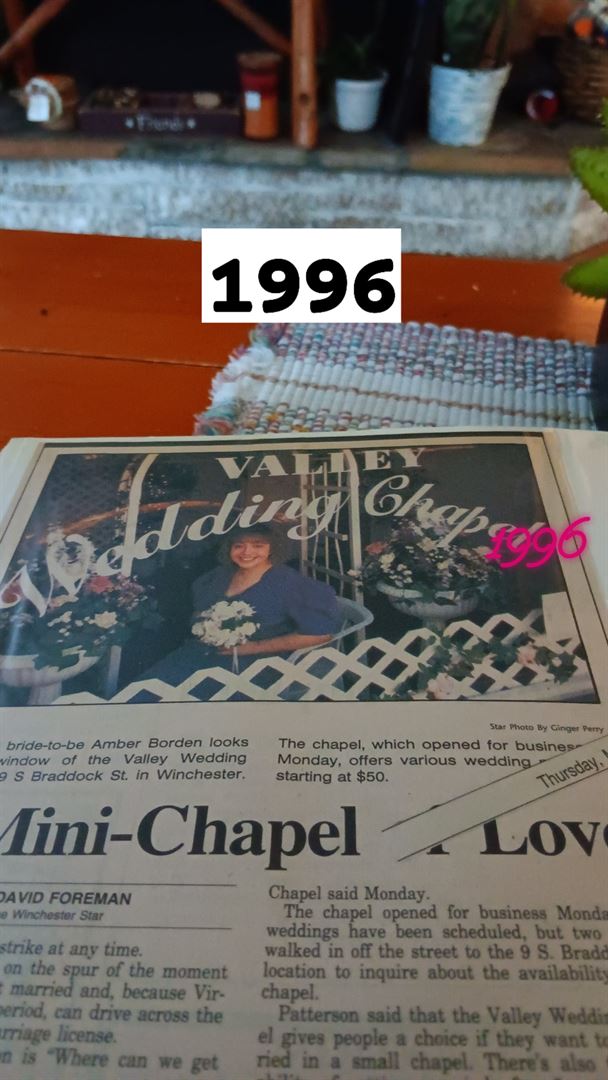 Friends
1996
VALLEY
Wedding Chapel
1996
Star Photo By Ginger Perry
bride-to-be Amber Borden looks
window of the Valley Wedding
9 S Braddock St. in Winchester.
The chapel, which opened for business
Monday, offers various wedding
starting at $50.
Thursday,
Mini-Chapel
Love
DAVID FOREMAN
Winchester Star
strike at any time.
on the spur of the moment
married and, because Vir-
period, can drive across the
rriage license.
n is "Where can we get
Chapel said Monday.
The chapel opened for business Monda
weddings have been scheduled, but two
walked in off the street to the 9 S. Bradd
location to inquire about the availability
chapel.
Patterson said that the Valley Weddi
el gives people a choice if they want to
ried in a small chapel. There's also